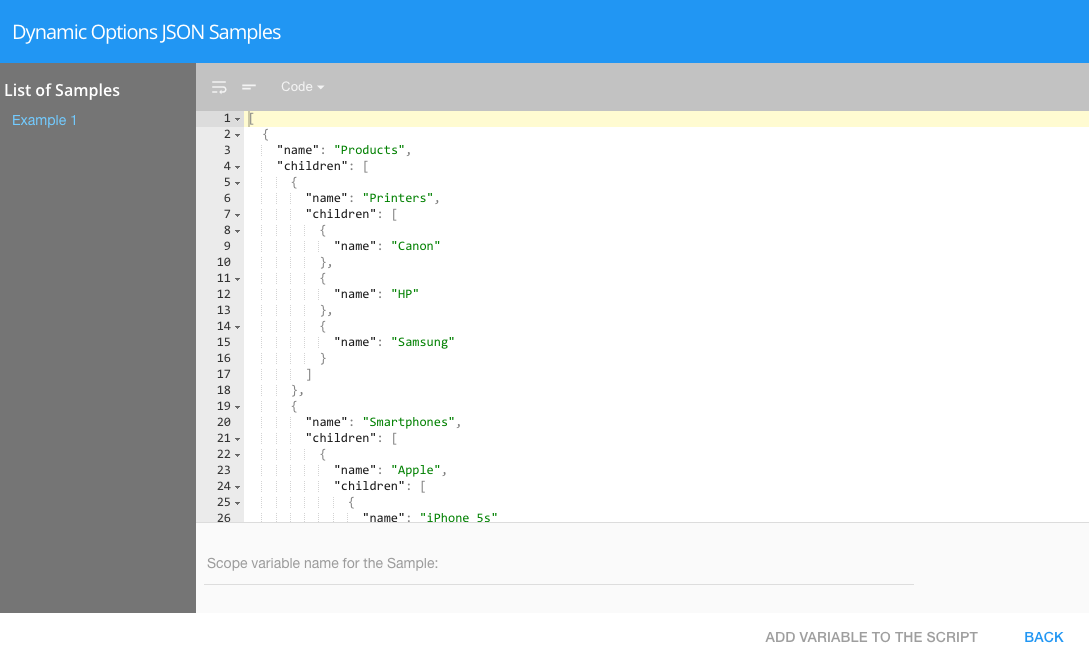 Dynamic Options JSON Samples
List of Samples
Example 1
Code
1 [
2 {
3 "name": "Products",
4 "children": [
5 {
6 "name": "Printers",
7 "children": [
8 {
9 "name": "Canon"
10 },
11 {
12 "name": "HP"
13 },
14 {
15 "name": "Samsung"
16 }
17 ]
18 },
19 {
20 "name": "Smartphones",
21 "children": [
22 {
23 "name": "Apple",
24 "children": [
25 {
26 "name": "iPhone 5s"
Scope variable name for the Sample:
ADD VARIABLE TO THE SCRIPT BACK